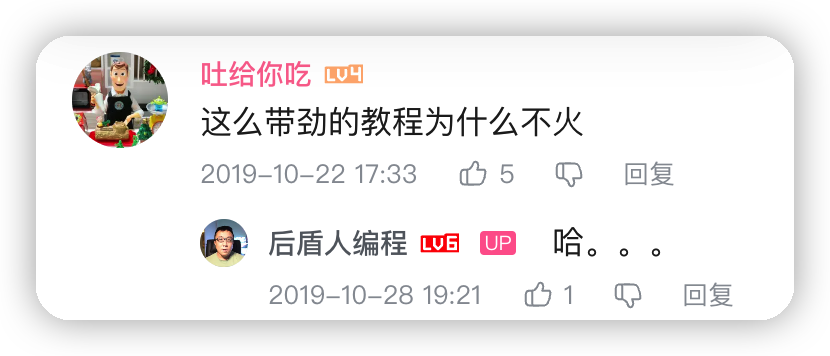 吐给你吃 LV4
这么带劲的教程为什么不火
2019-10-22 17:33 5 回复
后盾人编程 LV6 UP 哈。。。
2019-10-28 19:21 1 回复